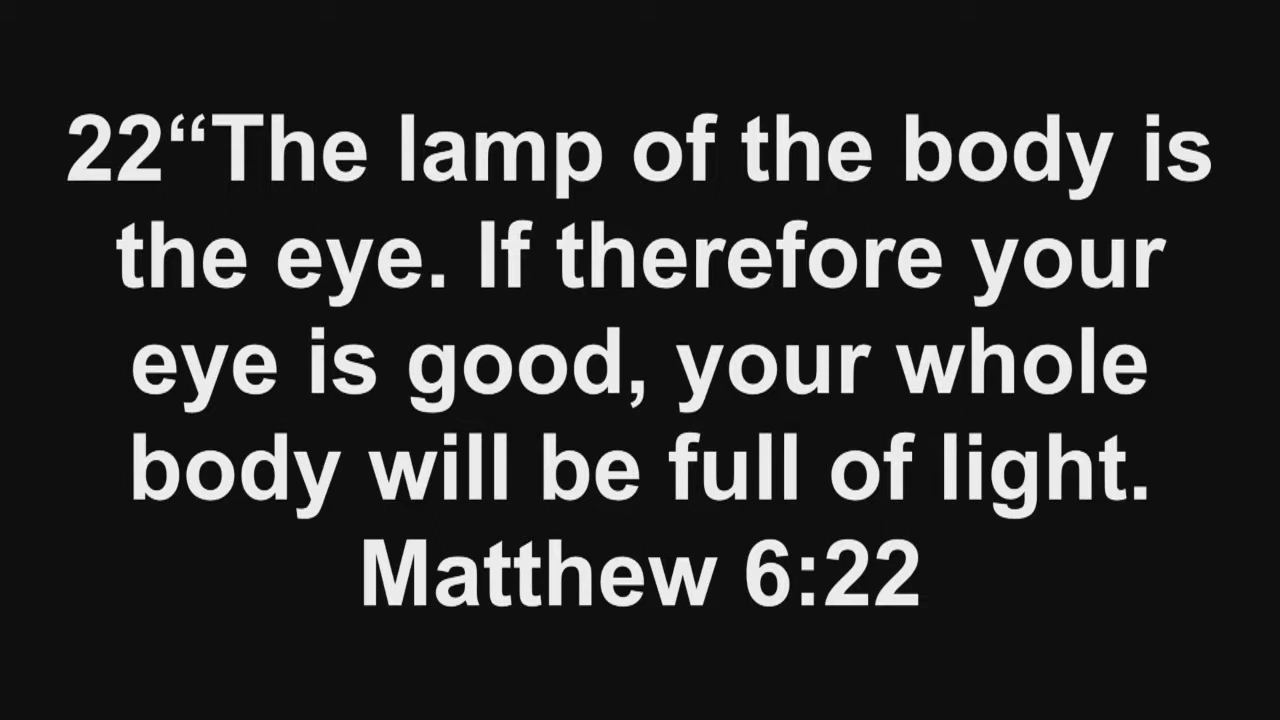 22“The lamp of the body is
the eye. If therefore your
eye is good, your whole
body will be full of light.
Matthew 6:22